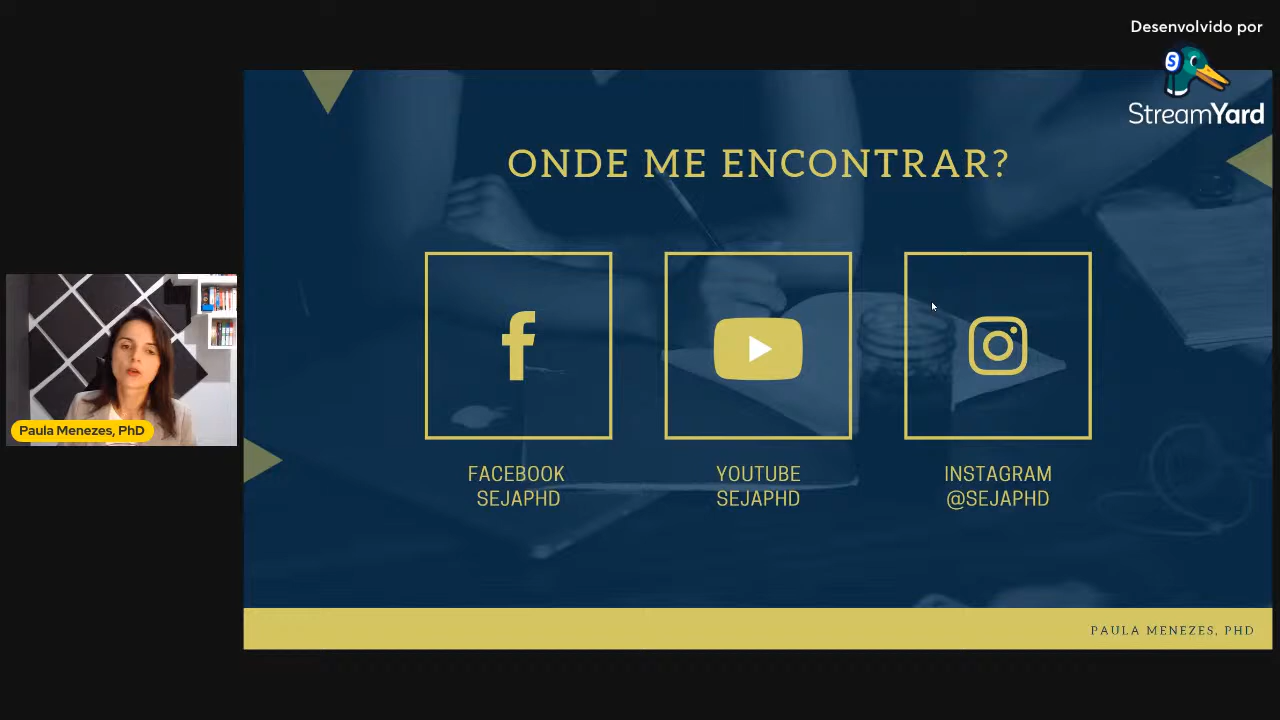 Desenvolvido por
S
StreamYard
ONDE ME ENCONTRAR?
FACEBOOK
SEJAPHD
YOUTUBE
SEJAPHD
INSTAGRAM
@SEJAPHD
Paula Menezes, PhD
PAULA MENEZES, PHD